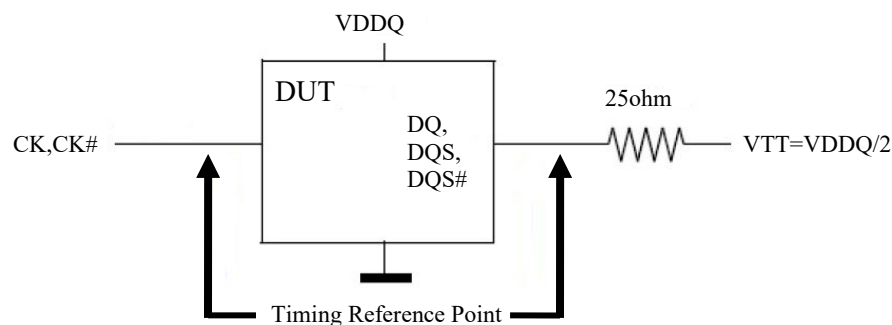 VDDQ
DUT
25ohm
DQ,
CK,CK#
DQS,
VTT=VDDQ/2
DQS#
Timing Reference Point